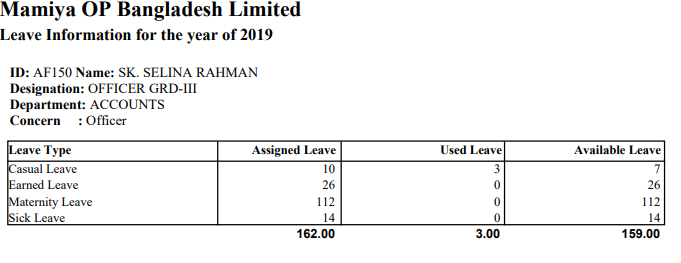 Mamiya OP Bangladesh Limited
Leave Information for the year of 2019
ID: AF150 Name: SK. SELINA RAHMAN
Designation: OFFICER GRD-III
Department: ACCOUNTS
Concern : Officer
Leave Type Assigned Leave Used Leave Available Leave
Casual Leave 10 3 7
Earned Leave 26 0 26
Maternity Leave 112 0 112
Sick Leave 14 0 14
162.00 3.00 159.00